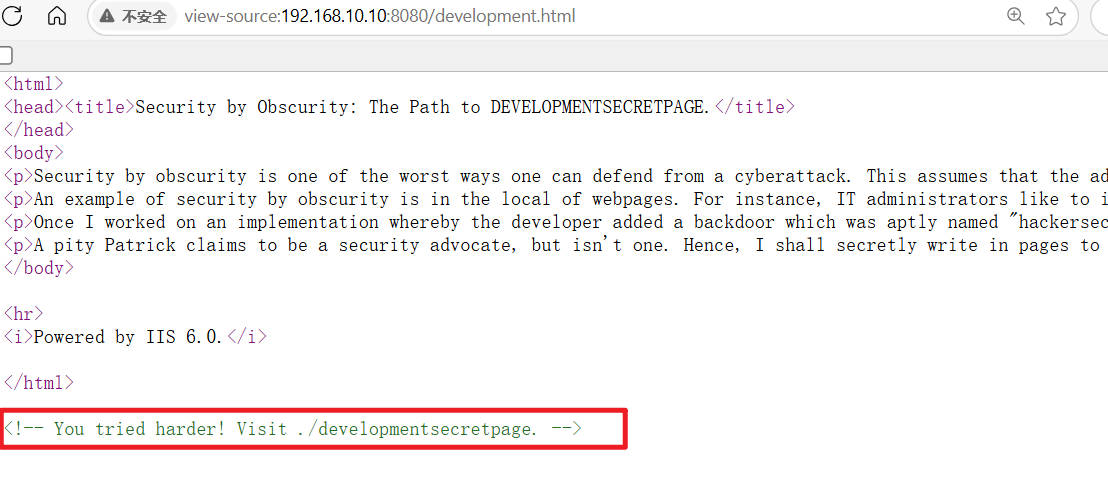 不安全 view-source:192.168.10.10:8080/development.html
<html>
<head><title>Security by Obscurity: The Path to DEVELOPMENTSECRETPAGE.</title>
</head>
<body>
<p>Security by obscurity is one of the worst ways one can defend from a cyberattack. This assumes that the ad
<p>An example of security by obscurity is in the local of webpages. For instance, IT administrators like to i
<p>Once I worked on an implementation whereby the developer added a backdoor which was aptly named "hackersec
<p>A pity Patrick claims to be a security advocate, but isn't one. Hence, I shall secretly write in pages to
</body>
<hr>
<i>Powered by IIS 6.0.</i>
</html>
<!-- You tried harder! Visit ./developmentsecretpage. -->